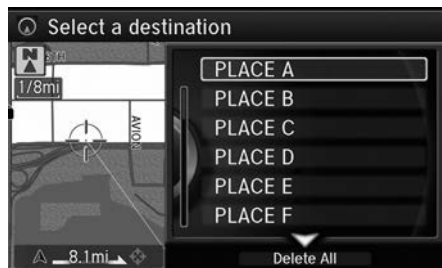 Select a destination
N
1/8mi
AVION
8.1mi
PLACE A
PLACE B
PLACE C
PLACE D
PLACE E
PLACE F
Delete All